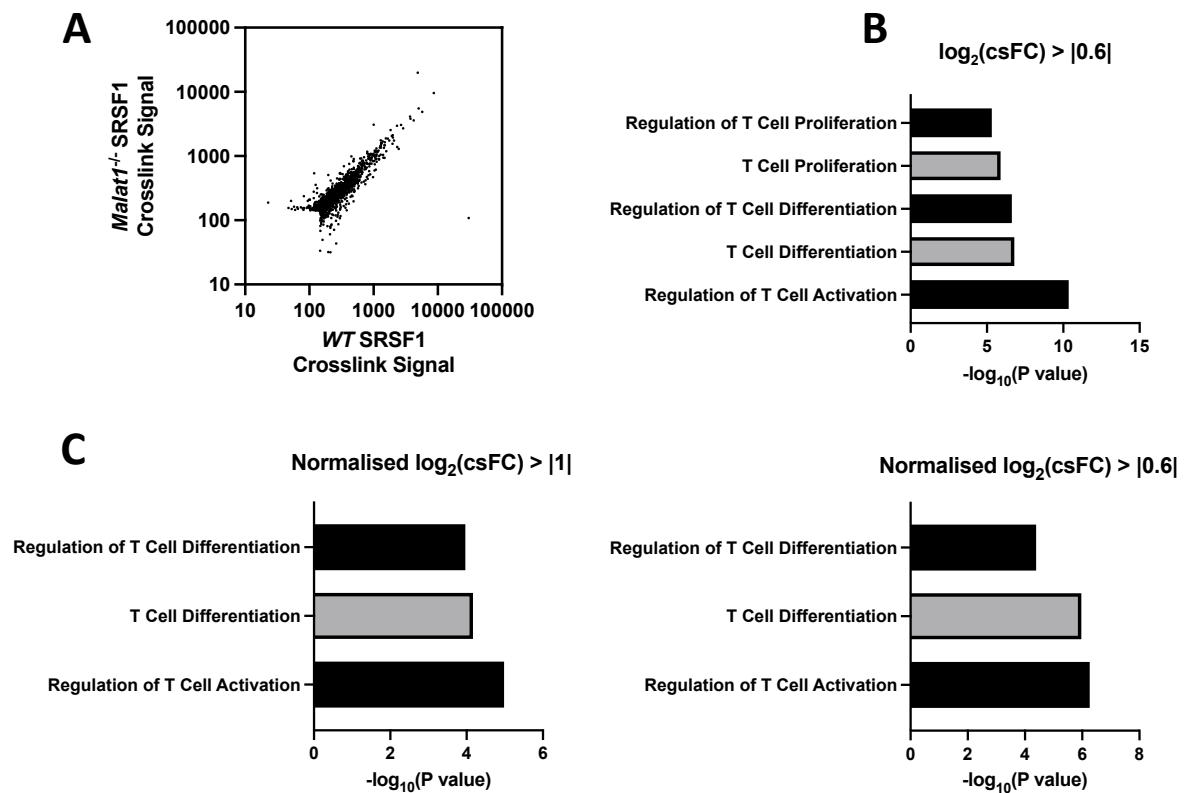 A
100000
10000
1000
100
10
Malat1-/- SRSF1
Crosslink Signal
10 100 1000 10000 100000
WT SRSF1
Crosslink Signal
B
log2(csFC) > |0.6|
Regulation of T Cell Proliferation
T Cell Proliferation
Regulation of T Cell Differentiation
T Cell Differentiation
Regulation of T Cell Activation
0 5 10 15
-log10(P value)
C
Normalised log2(csFC) > |1|
Regulation of T Cell Differentiation
T Cell Differentiation
Regulation of T Cell Activation
0 2 4 6
-log10(P value)
Normalised log2(csFC) > |0.6|
Regulation of T Cell Differentiation
T Cell Differentiation
Regulation of T Cell Activation
0 2 4 6 8
-log10(P value)